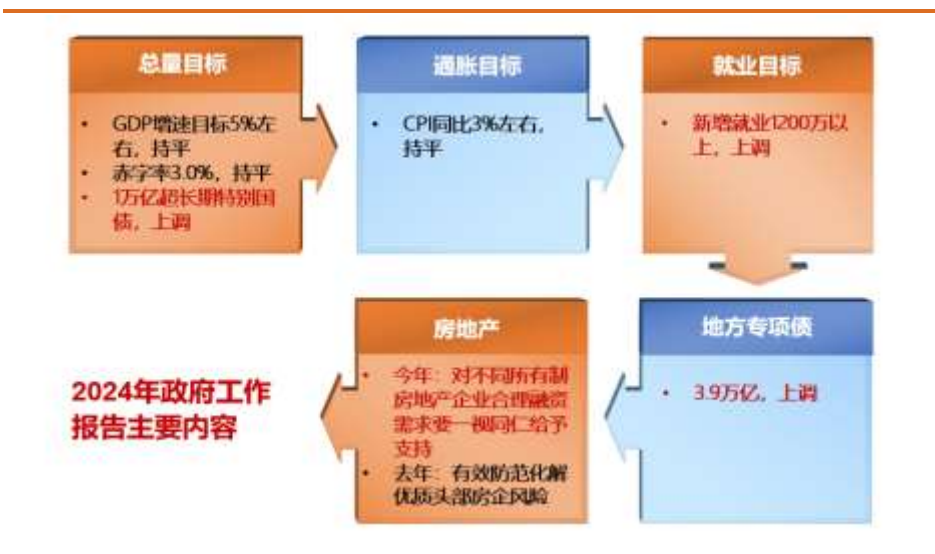 总量目标
• GDP增速目标5%左
右，持平
• 赤字率3.0%，持平
• 1万亿超长期特别国
债，上调
通胀目标
• CPI同比3%左右，
持平
就业目标
• 新增就业1200万以
上，上调
地方专项债
• 3.9万亿，上调
房地产
• 今年：对不同所有制
房地产企业合理融资
需求要一视同仁给予
支持
• 去年：有效防范化解
优质头部房企风险
2024年政府工作
报告主要内容